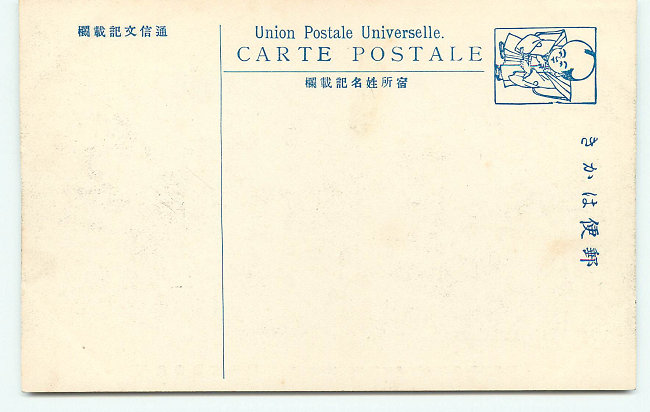 通信文記載欄
Union Postale Universelle.
CARTE POSTALE
宿所姓名記載欄
郵便はかき